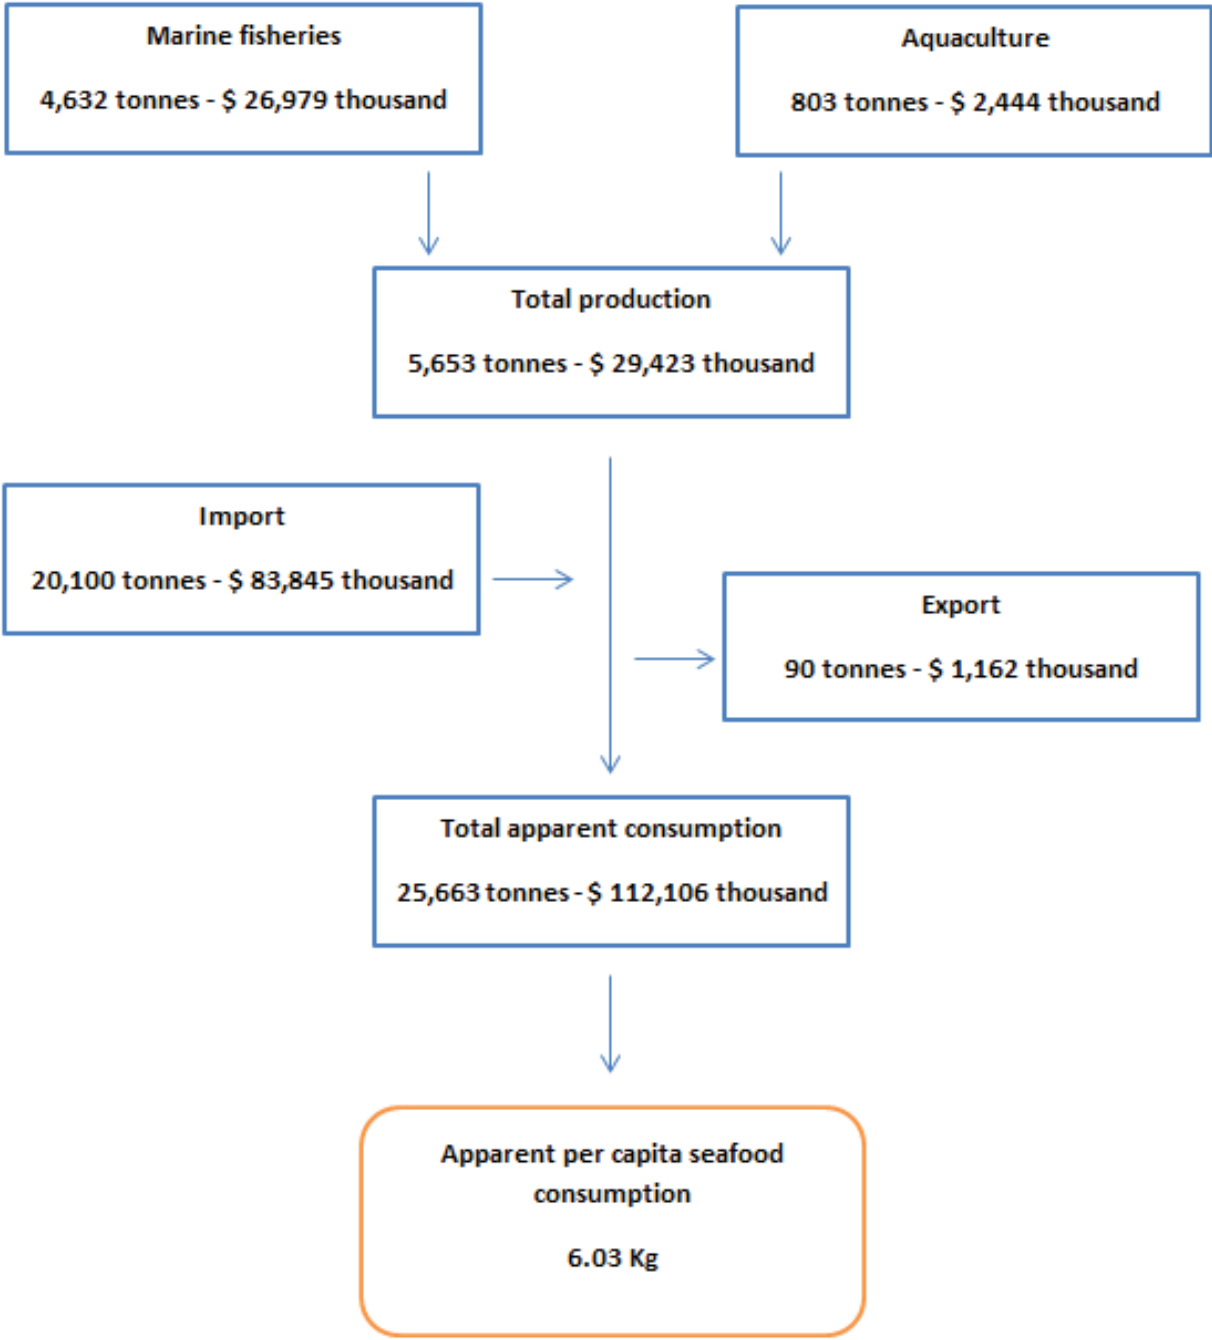 Marine fisheries
4,632 tonnes - $ 26,979 thousand
Aquaculture
803 tonnes - $ 2,444 thousand
Total production
5,653 tonnes - $ 29,423 thousand
Import
20,100 tonnes - $ 83,845 thousand
Export
90 tonnes - $ 1,162 thousand
Total apparent consumption
25,663 tonnes - $ 112,106 thousand
Apparent per capita seafood
consumption
6.03 Kg